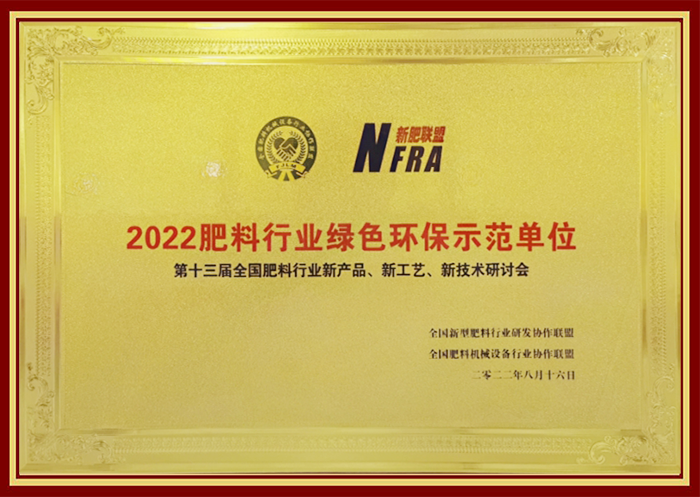 新肥联盟
NFRA
2022肥料行业绿色环保示范单位
第十三届全国肥料行业新产品、新工艺、新技术研讨会
全国新型肥料行业研发协作联盟
全国肥料机械设备行业协作联盟
二零二二年八月十六日